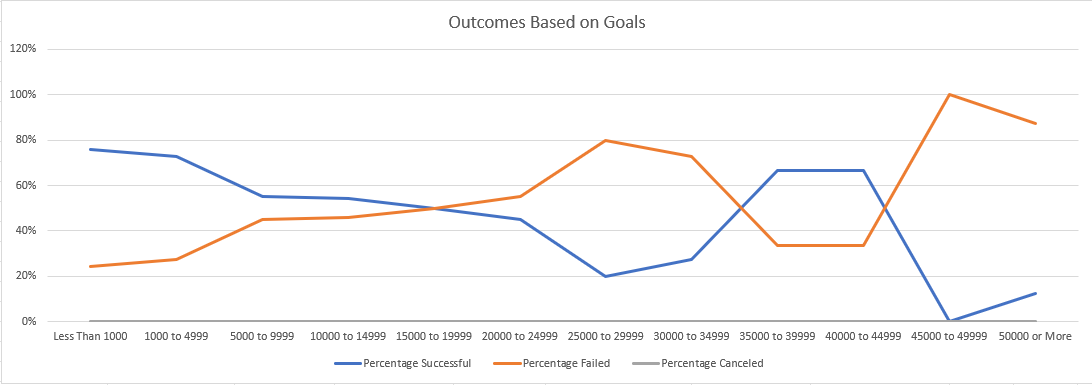 Outcomes Based on Goals
120%
100%
80%
60%
40%
20%
0%
Less Than 1000 1000 to 4999 5000 to 9999 10000 to 14999 15000 to 19999 20000 to 24999 25000 to 29999 30000 to 34999 35000 to 39999 40000 to 44999 45000 to 49999 50000 or More
Percentage Successful Percentage Failed Percentage Canceled